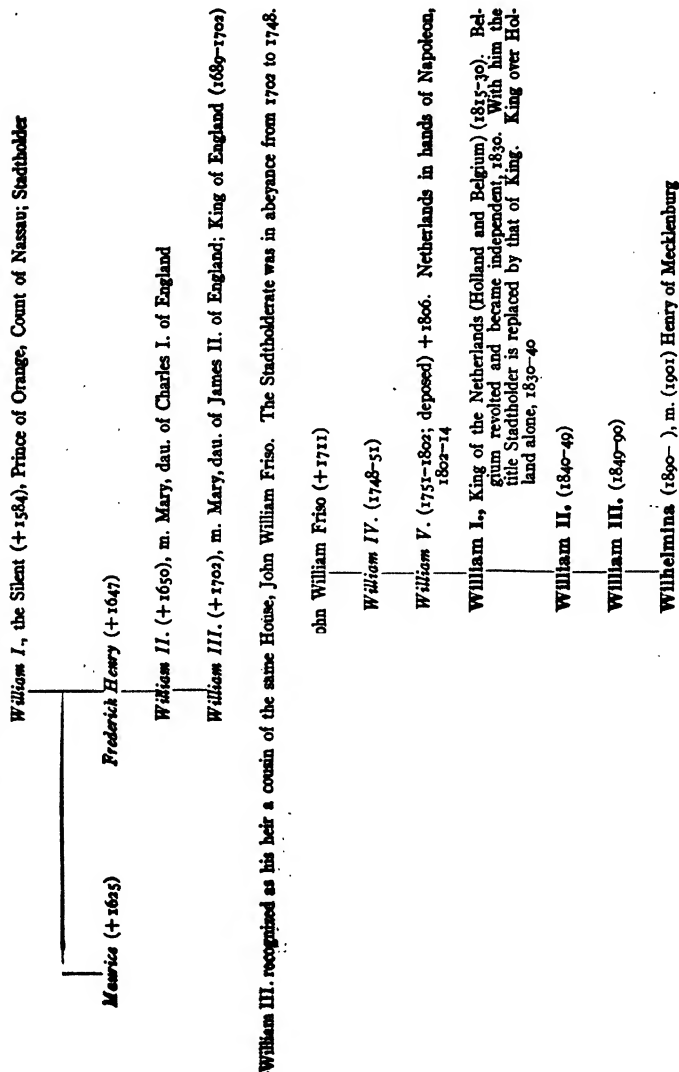 William I., the Silent (+1584), Prince of Orange, Count of Nassau; Stadtholder
Maurice (+1625)
Frederick Henry (+1647)
William II. (+1650), m. Mary, dau. of Charles I. of England
William III. (+1702), m. Mary, dau. of James II. of England; King of England (1689-1702)
William III. recognized as his heir a cousin of the same House, John William Friso. The Stadtholderate was in abeyance from 1702 to 1748.
ohn William Friso (+1711)
William IV. (1748-51)
William V. (1751-1802; deposed) +1806. Netherlands in hands of Napoleon,
1802-14
William I., King of the Netherlands (Holland and Belgium) (1815-30). Bel-
gium revolted and became independent, 1830. With him the
title Stadtholder is replaced by that of King. King over Hol-
land alone, 1830-40
William II. (1840-49)
William III. (1849-90)
Wilhelmina (1890- ), m. (1901) Henry of Mecklenburg